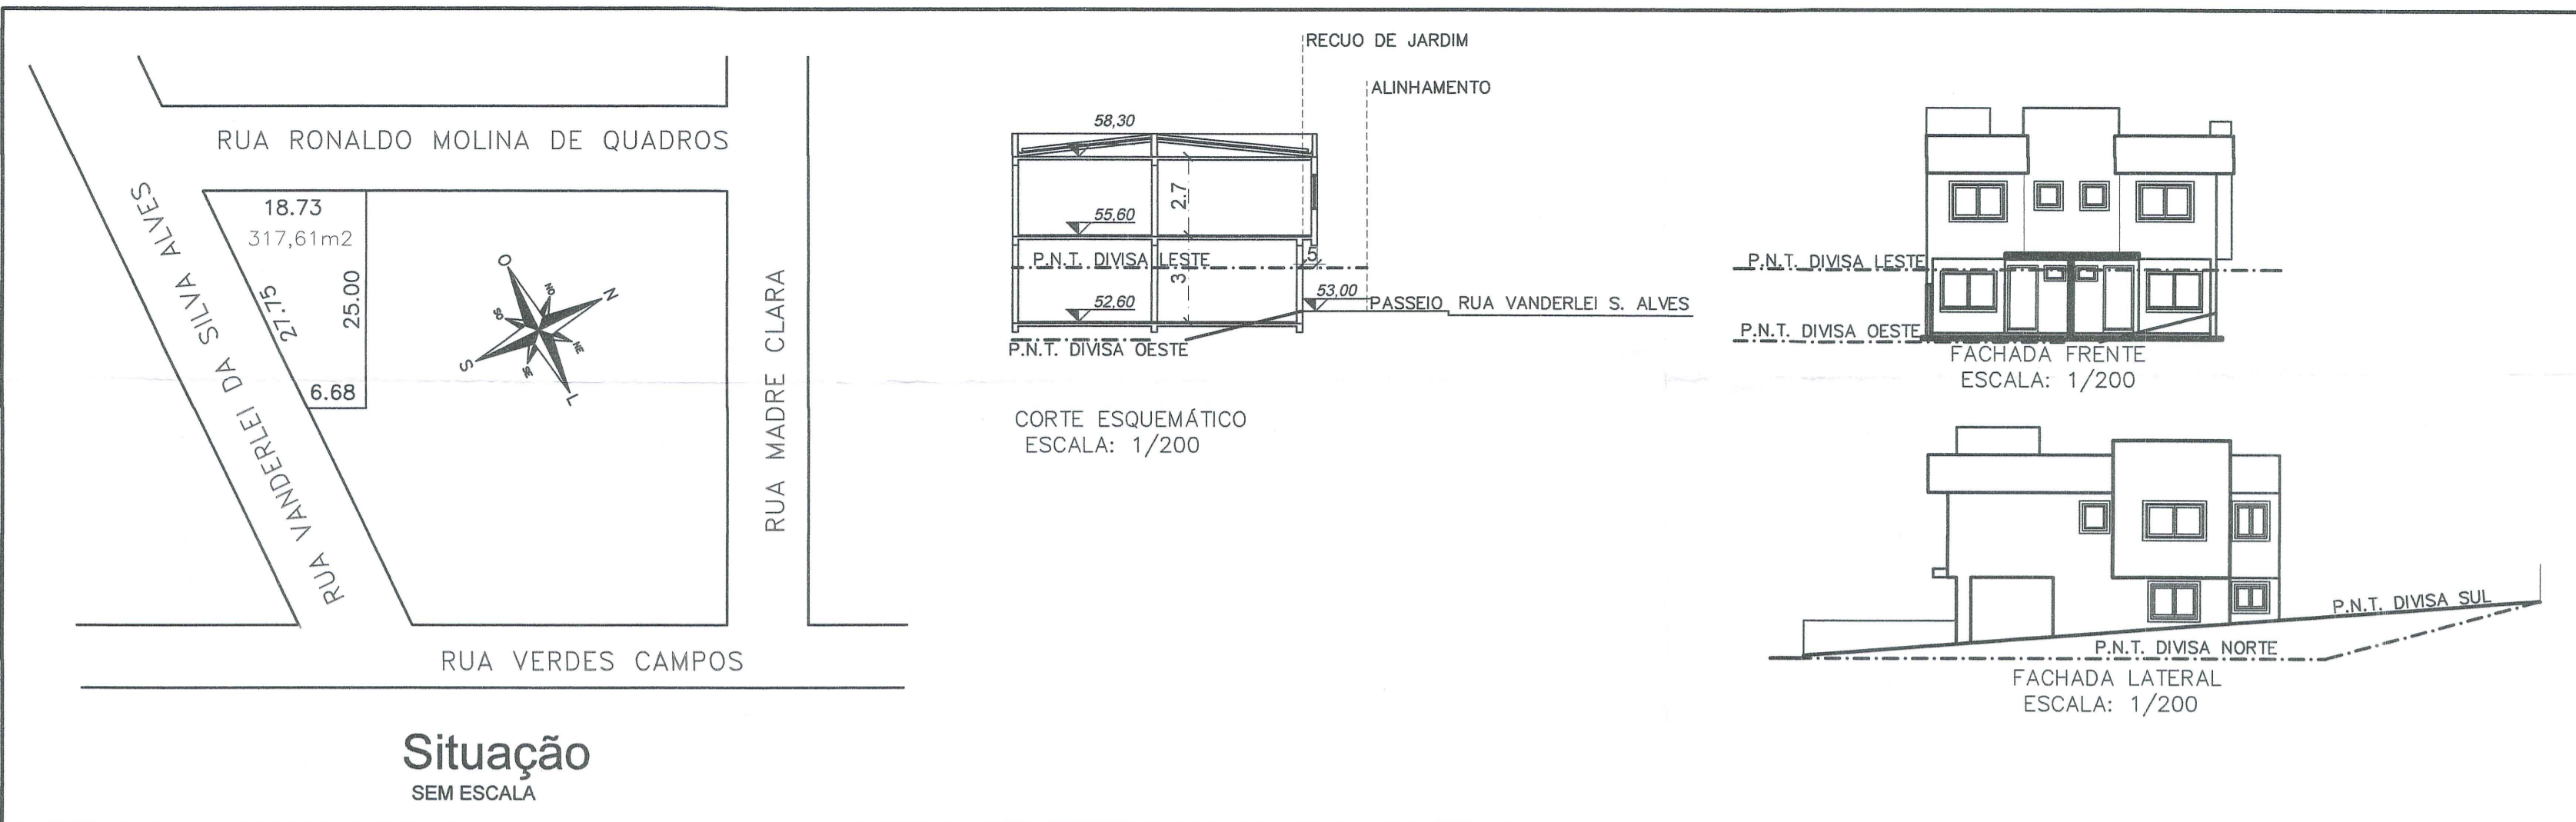 RUA RONALDO MOLINA DE QUADROS
RUA VANDERLEI DA SILVA ALVES
18.73
317,61m2
27.75
25.00
6.68
O
NO
N
SO
NE
S
SE
L
RUA MADRE CLARA
RUA VERDES CAMPOS
Situação
SEM ESCALA
RECUO DE JARDIM
ALINHAMENTO
58,30
2.7
55,60
P.N.T. DIVISA LESTE
5
3
52,60
53,00
PASSEIO RUA VANDERLEI S. ALVES
P.N.T. DIVISA OESTE
CORTE ESQUEMÁTICO
ESCALA: 1/200
P.N.T. DIVISA LESTE
P.N.T. DIVISA OESTE
FACHADA FRENTE
ESCALA: 1/200
P.N.T. DIVISA SUL
P.N.T. DIVISA NORTE
FACHADA LATERAL
ESCALA: 1/200